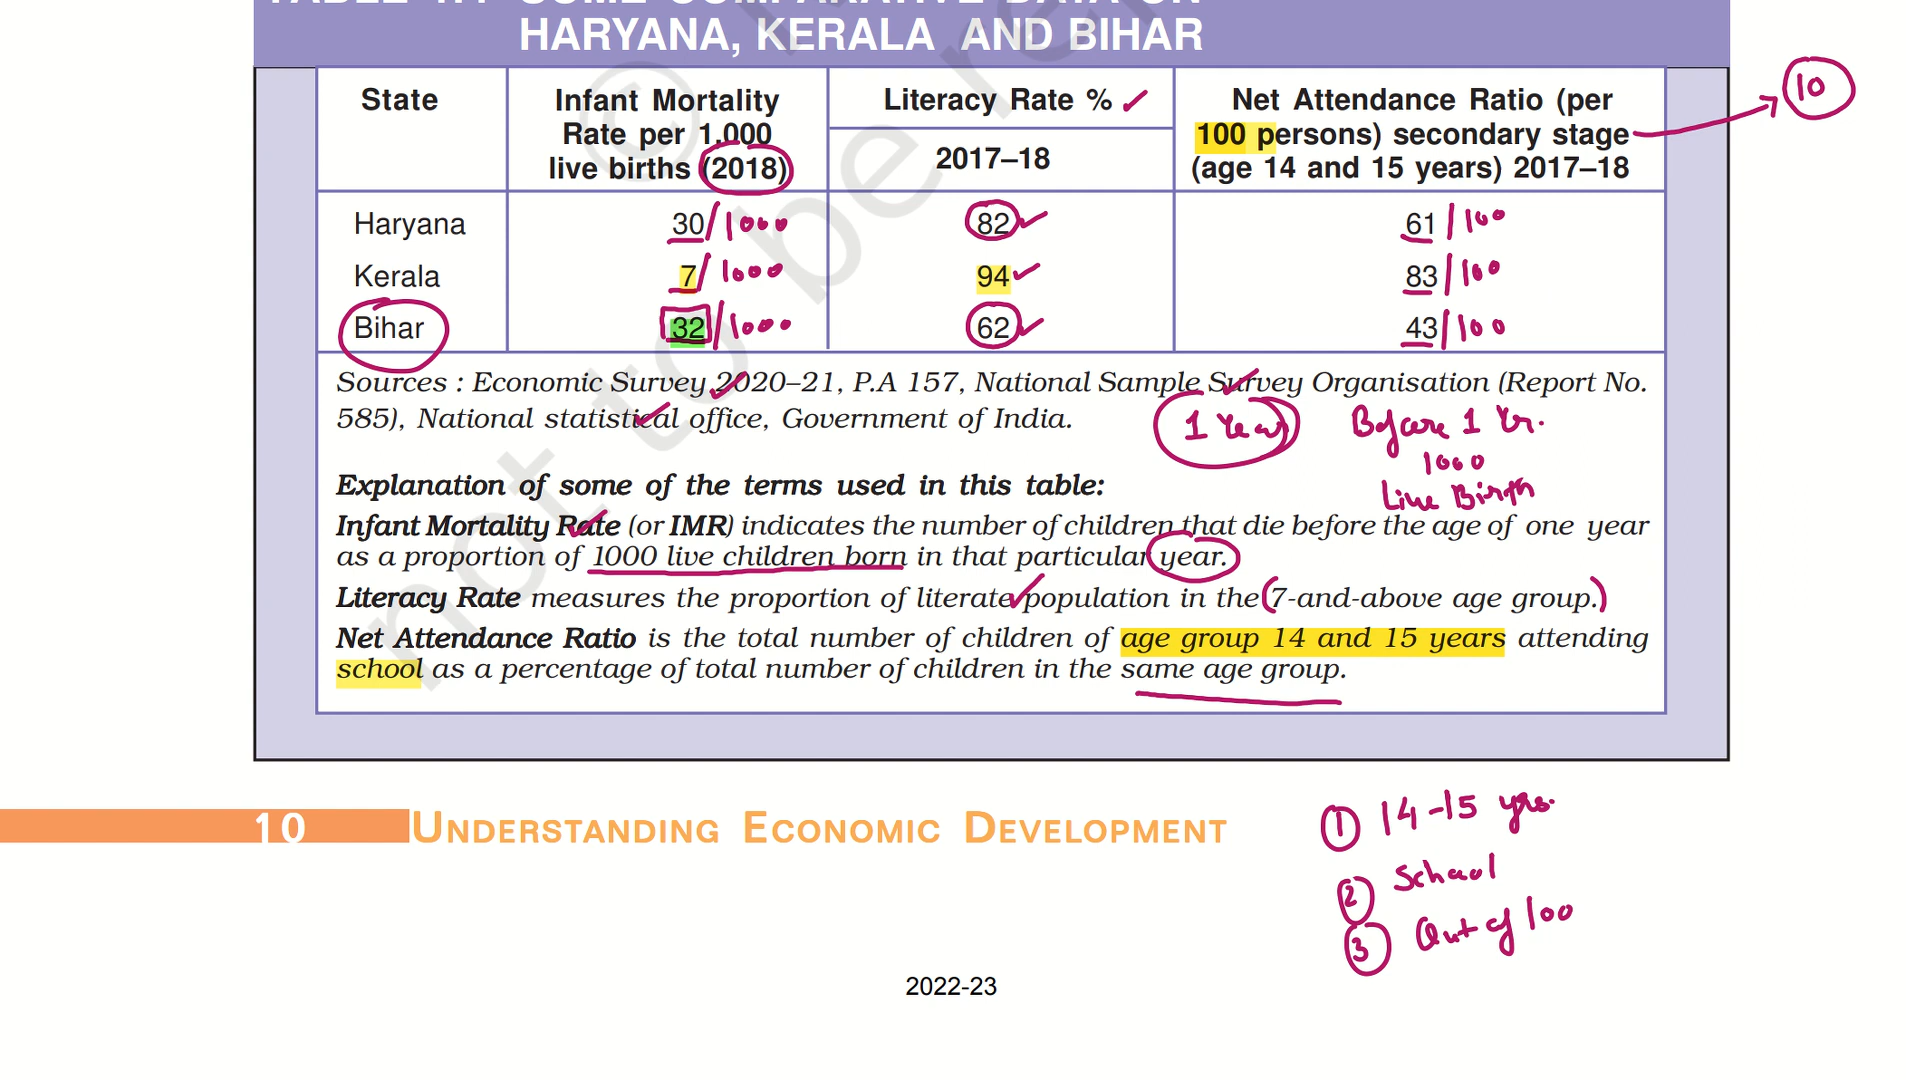 HARYANA, KERALA AND BIHAR
State
Infant Mortality
Rate per 1,000
live births (2018)
Literacy Rate %
2017–18
Net Attendance Ratio (per
100 persons) secondary stage
(age 14 and 15 years) 2017–18
10
Haryana 30/1000 82 61/100
Kerala 7/1000 94 83/100
Bihar 32/1000 62 43/100
Sources : Economic Survey 2020–21, P.A 157, National Sample Survey Organisation (Report No.
585), National statistical office, Government of India.
1 Year
Before 1 Yr.
1000
Live Birth
Explanation of some of the terms used in this table:
Infant Mortality Rate (or IMR) indicates the number of children that die before the age of one year
as a proportion of 1000 live children born in that particular year.
Literacy Rate measures the proportion of literate population in the (7-and-above age group.)
Net Attendance Ratio is the total number of children of age group 14 and 15 years attending
school as a percentage of total number of children in the same age group.
10 UNDERSTANDING ECONOMIC DEVELOPMENT
1 14-15 yrs.
2 School
3 Out of 100
2022-23
© 
not to be re